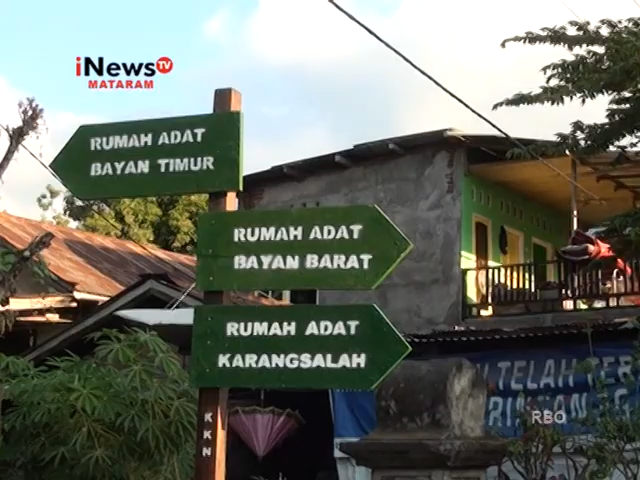 iNews TV
MATARAM
RUMAH ADAT
BAYAN TIMUR
RUMAH ADAT
BAYAN BARAT
RUMAH ADAT
KARANGSALAH
KKN
TELAH
RBO